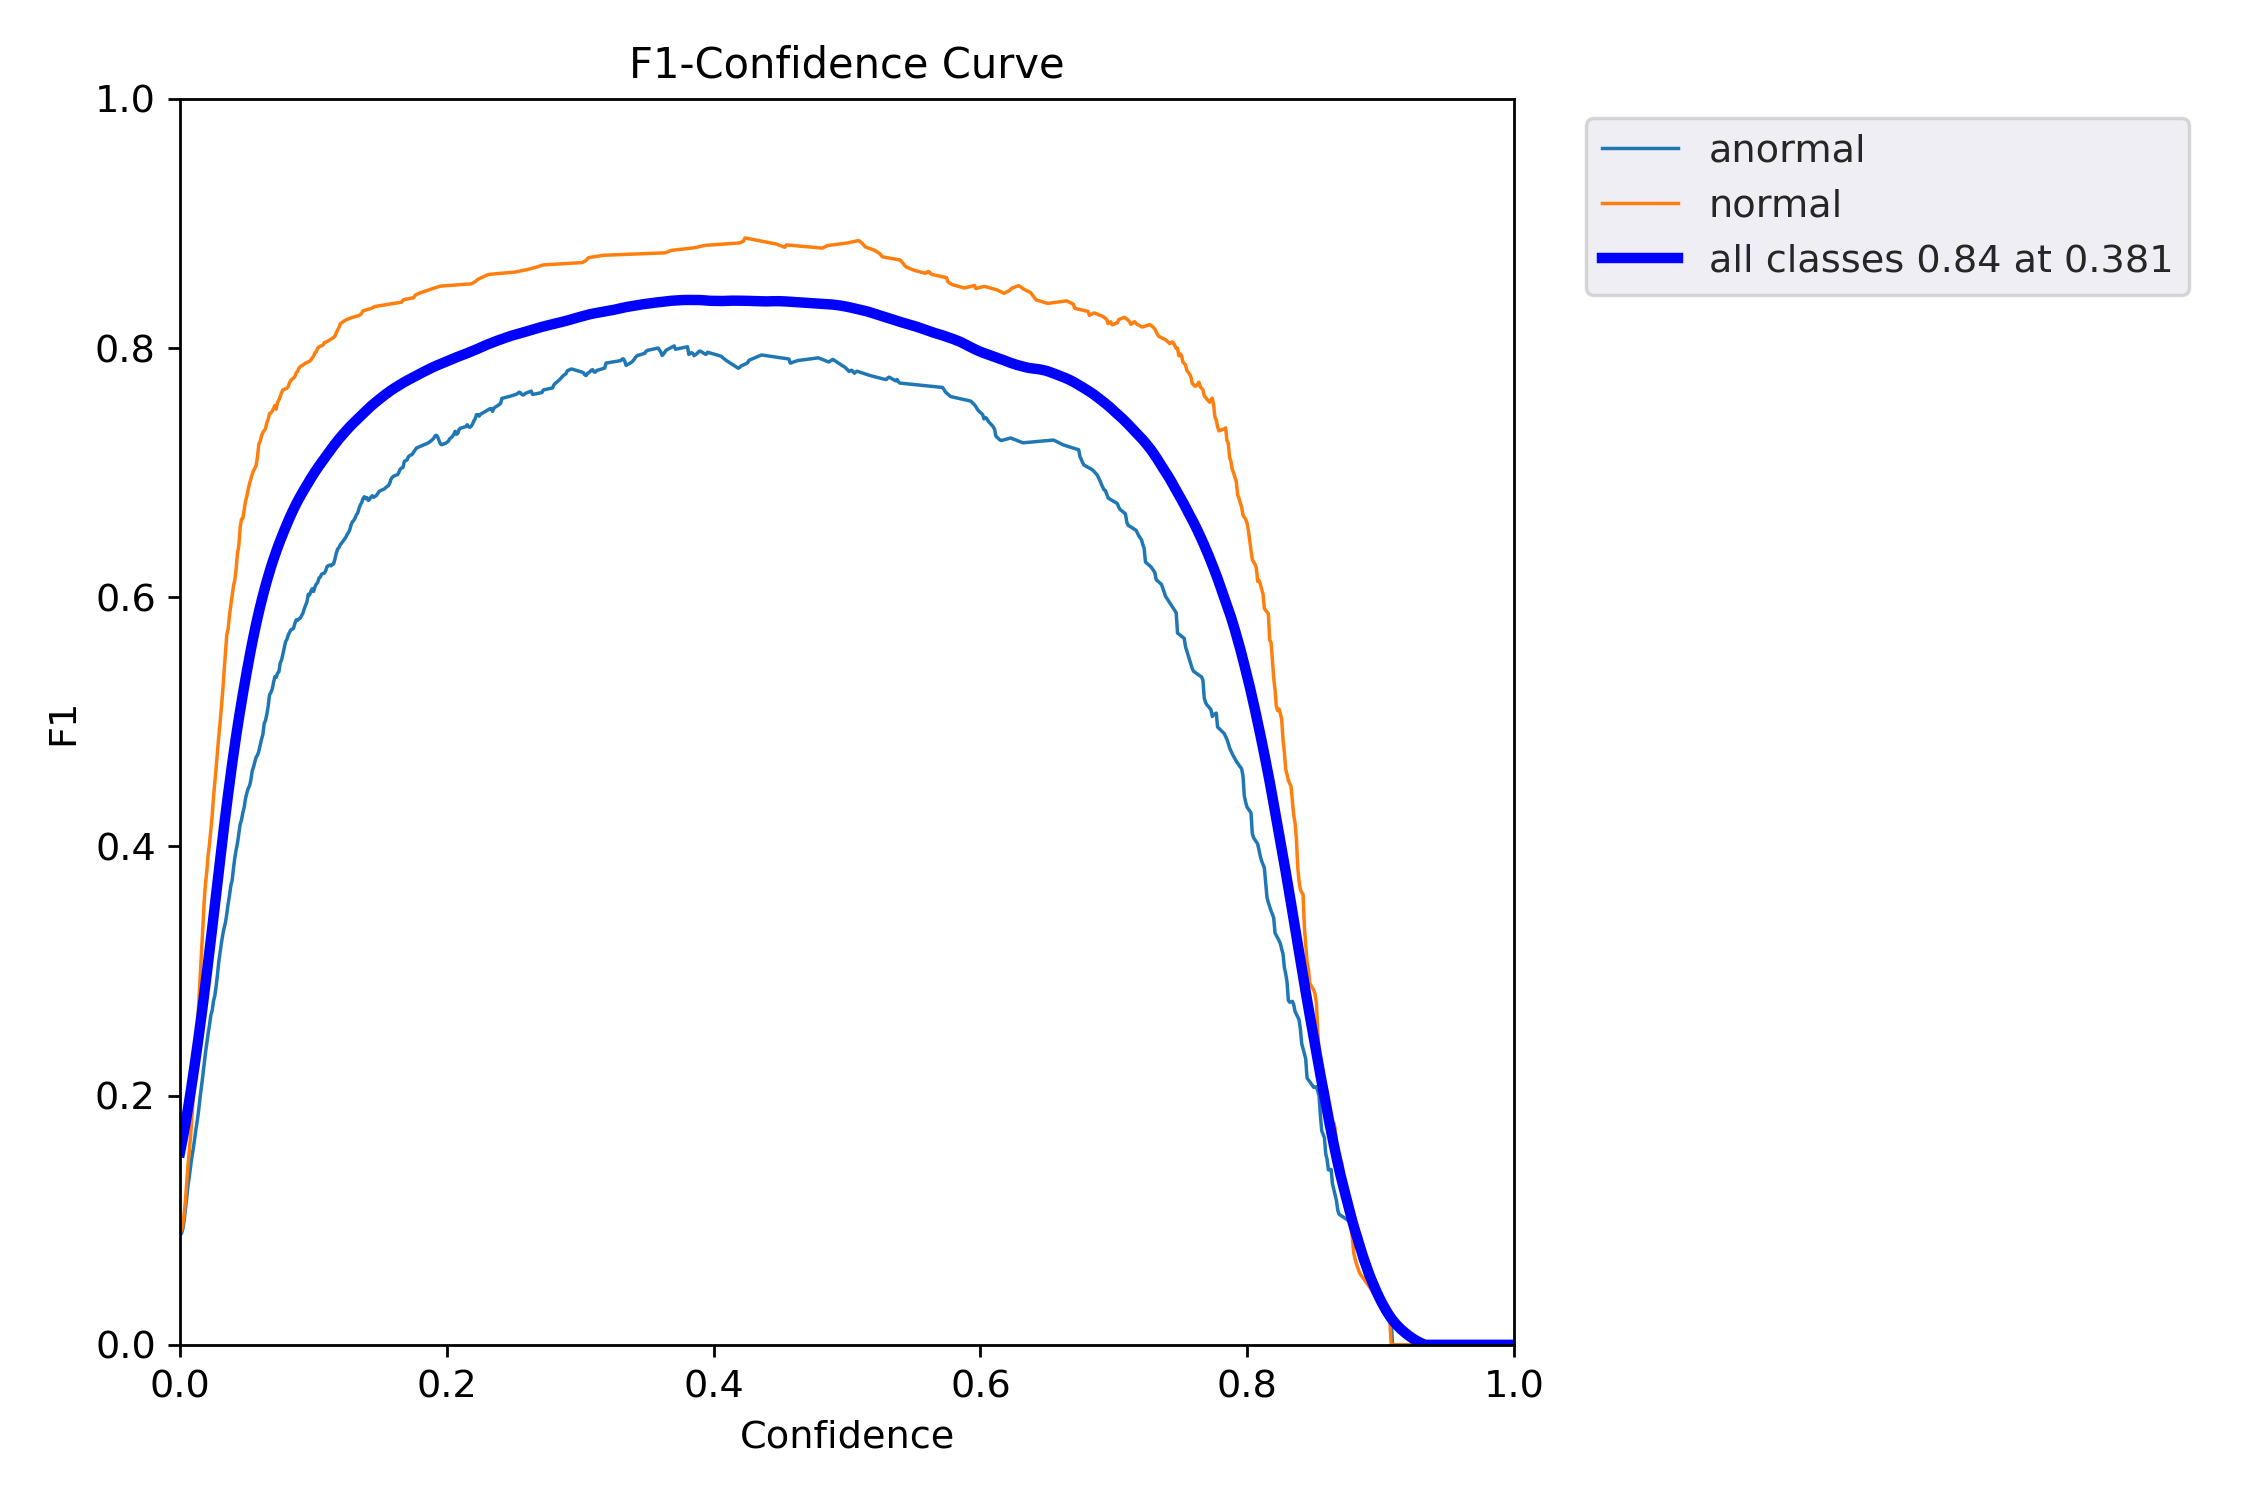 F1-Confidence Curve
anormal
normal
all classes 0.84 at 0.381
1.0
0.8
0.6
0.4
0.2
0.0
F1
0.0 0.2 0.4 0.6 0.8 1.0
Confidence